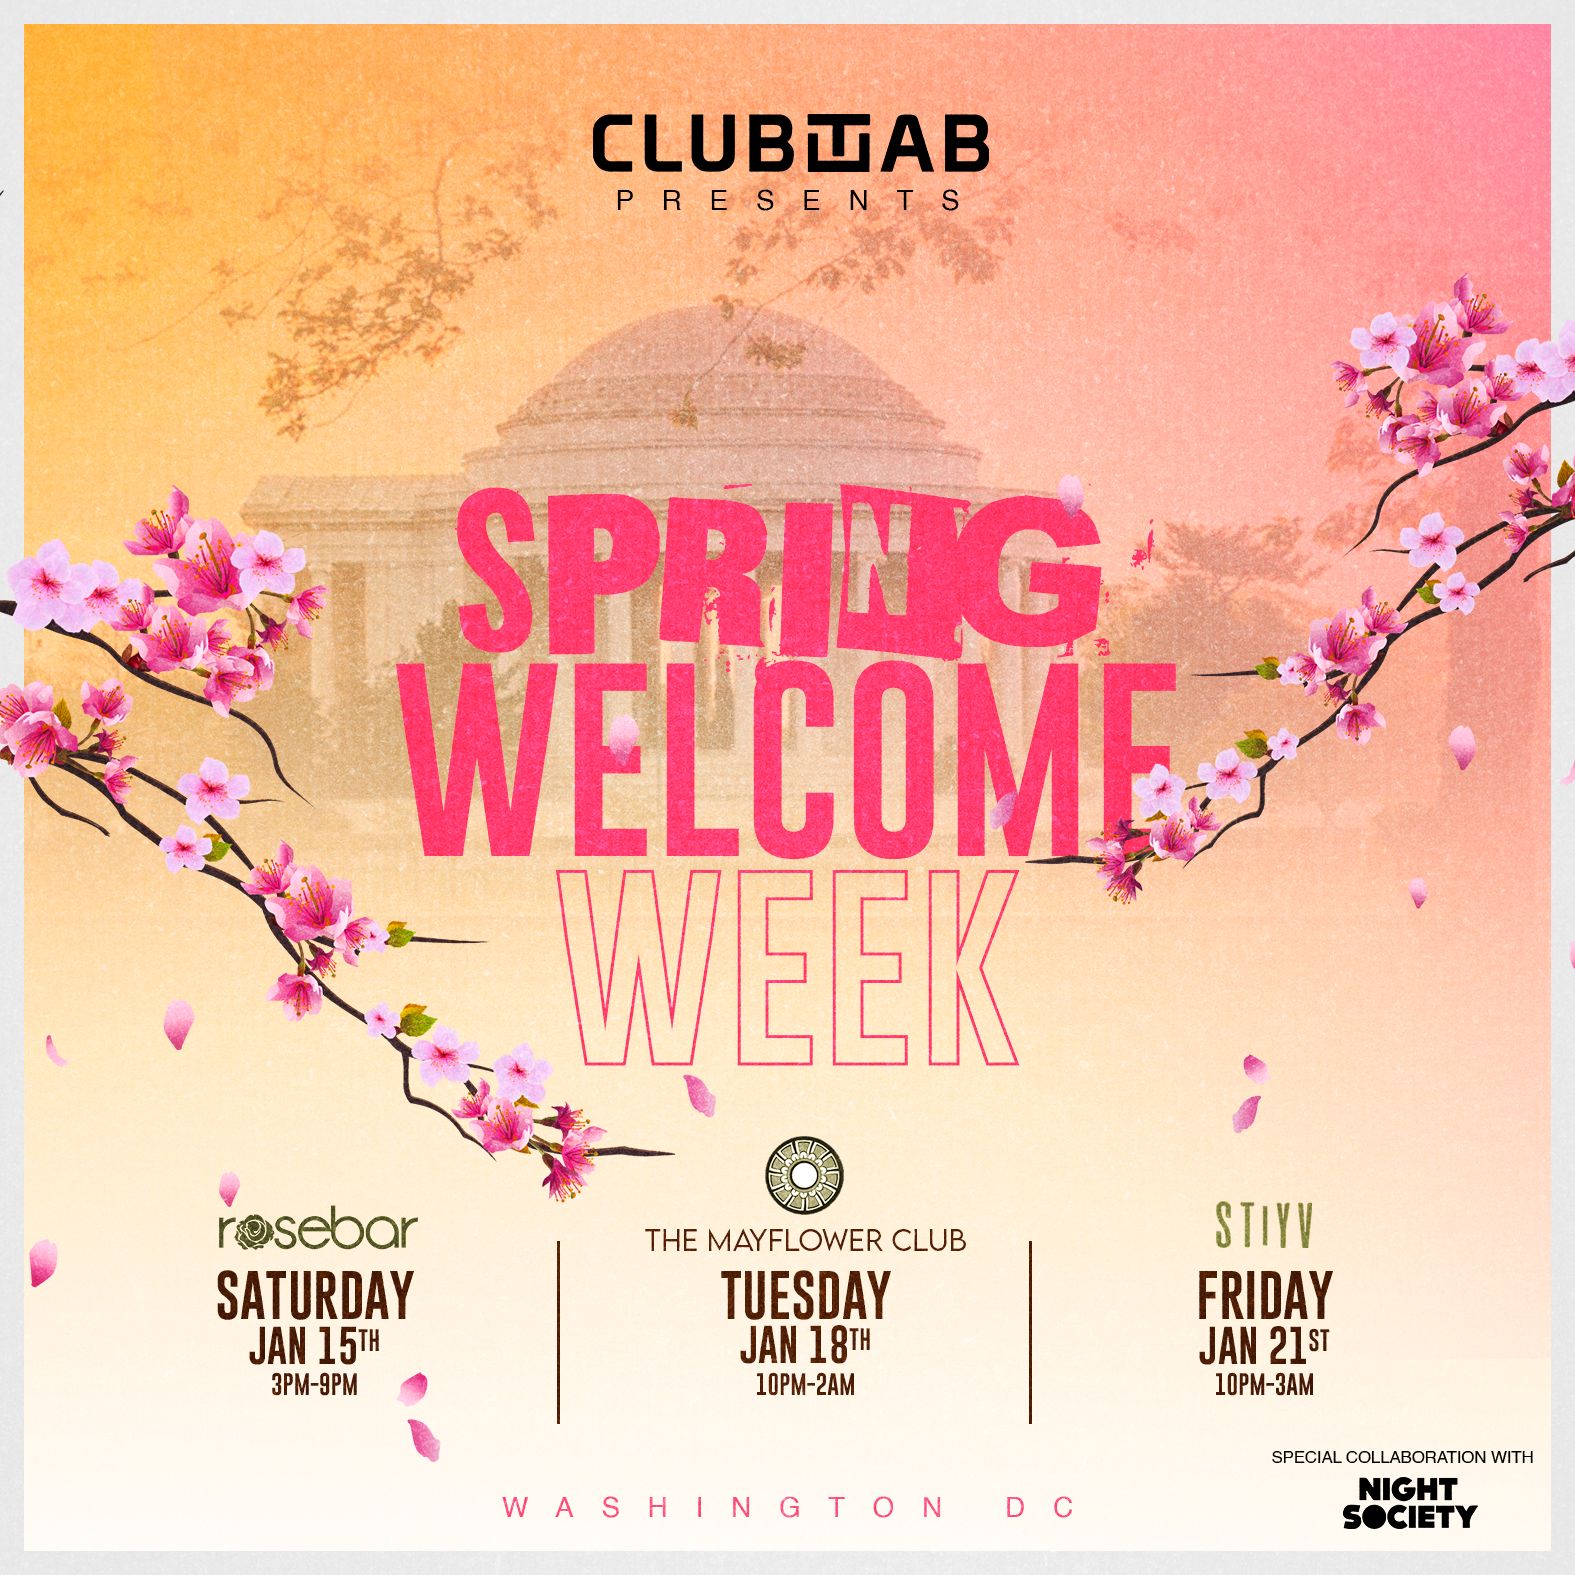 CLUBTAB
PRESENTS
SPRING
WELCOME
WEEK
rosebar
SATURDAY
JAN 15TH
3PM-9PM
THE MAYFLOWER CLUB
TUESDAY
JAN 18TH
10PM-2AM
STIYV
FRIDAY
JAN 21ST
10PM-3AM
SPECIAL COLLABORATION WITH
NIGHT
SOCIETY
WASHINGTON DC